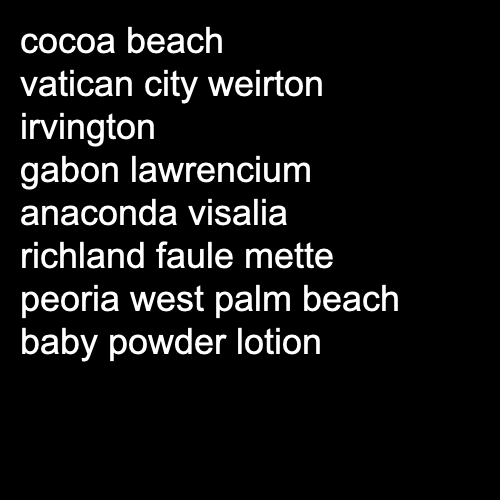 cocoa beach
vatican city weirton
irvington
gabon lawrencium
anaconda visalia
richland faule mette
peoria west palm beach
baby powder lotion